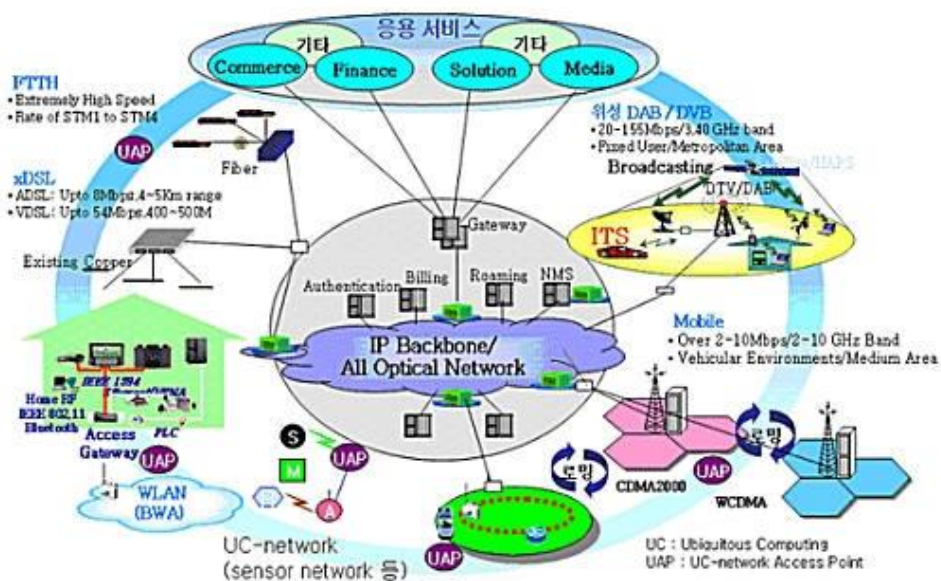 응용 서비스
기타
기타
Commerce
Finance
Solution
Media
FTTH
• Extremely High Speed
• Rate of STM1 to STM4
UAP
Fiber
위성 DAB / DVB
• 20-155Mbps/3,40 GHz band
• Fixed User/Metropolitan Area
Broadcasting
DTV/DAB
ITS
xDSL
• ADSL: Upto 8Mbps,4~5Km range
• VDSL: Upto 54Mbps,400~500M
Existing Copper
Gateway
Authentication
Billing
Roaming
NMS
IP Backbone/
All Optical Network
Mobile
• Over 2-10Mbps/2-10 GHz Band
• Vehicular Environments/Medium Area
IEEE 1394
Home RF
IEEE 802.11
Bluetooth
PLC
Access
Gateway
UAP
WLAN
(BWA)
S
M
A
UAP
로밍
CDMA2000
UAP
로밍
WCDMA
UC-network
(sensor network 등)
UAP
UC : Ubiquitous Computing
UAP : UC-network Access Point